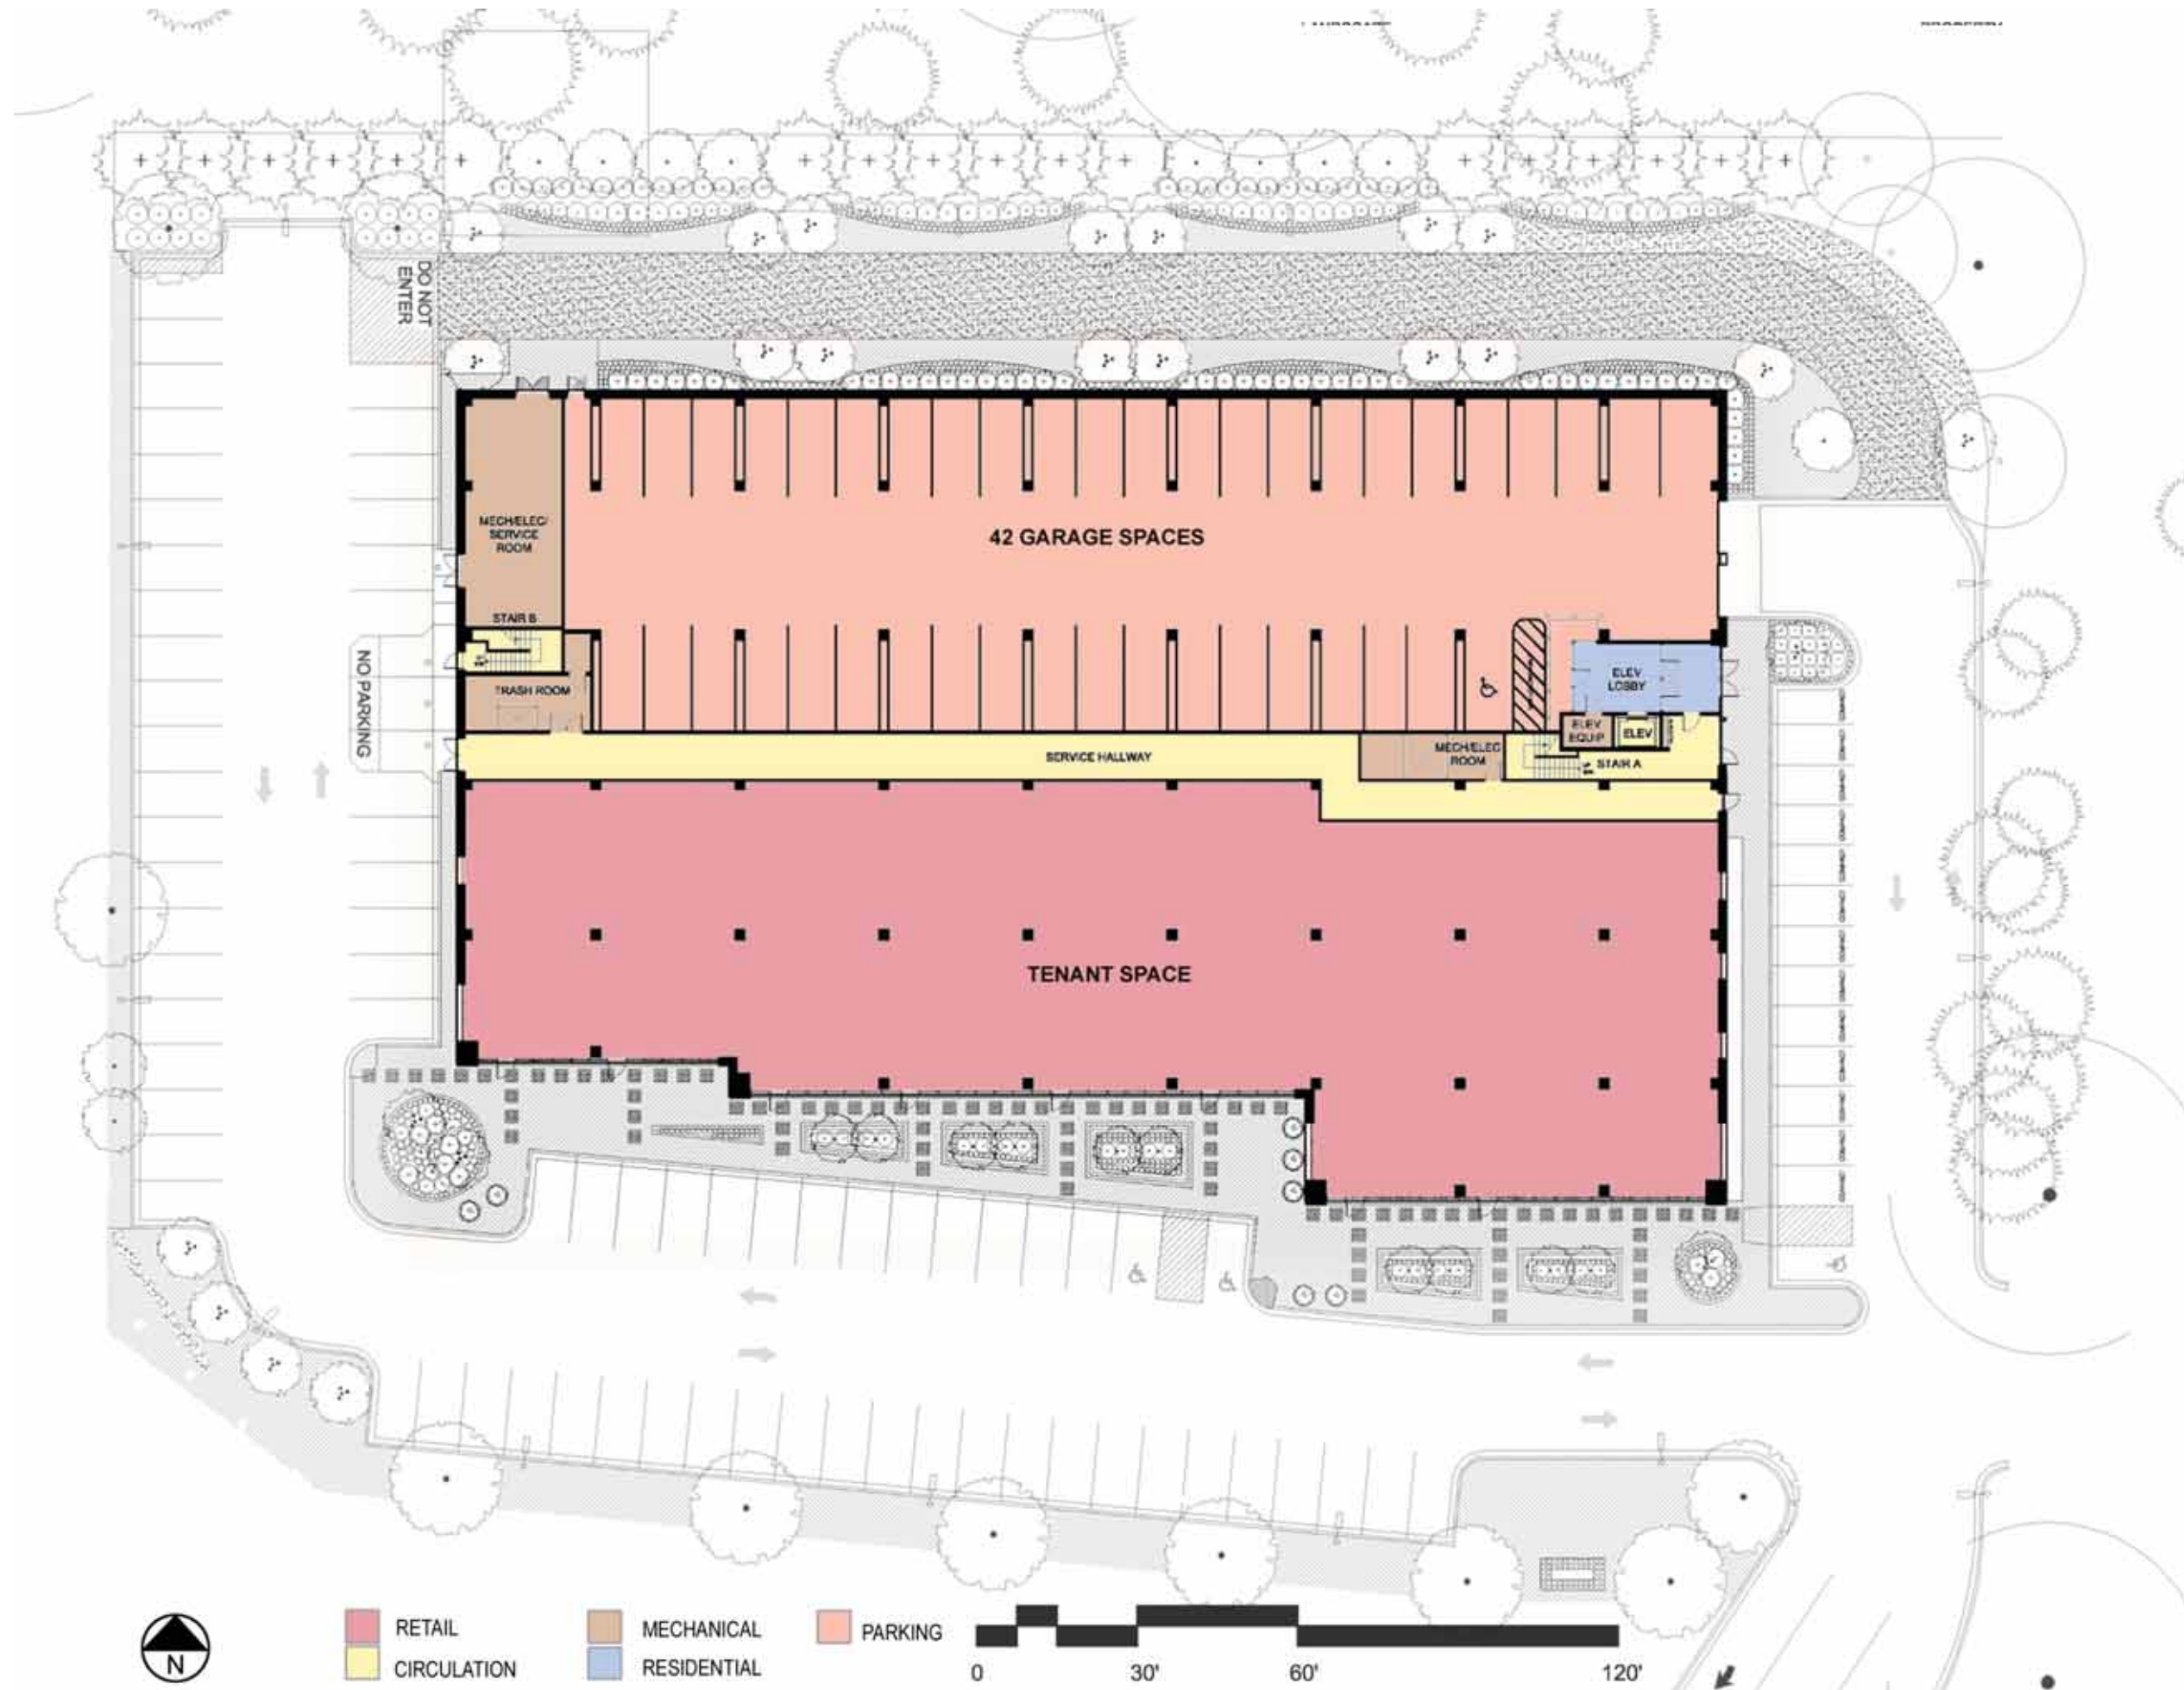 DO NOT
ENTER
MECH/ELEC/
SERVICE
ROOM
42 GARAGE SPACES
STAIR B
NO PARKING
TRASH ROOM
ELEV
LOBBY
ELEV
EQUIP
ELEV
SERVICE HALLWAY
MECH/ELEC
ROOM
STAIR A
TENANT SPACE
N
RETAIL
CIRCULATION
MECHANICAL
RESIDENTIAL
PARKING
0
30'
60'
120'